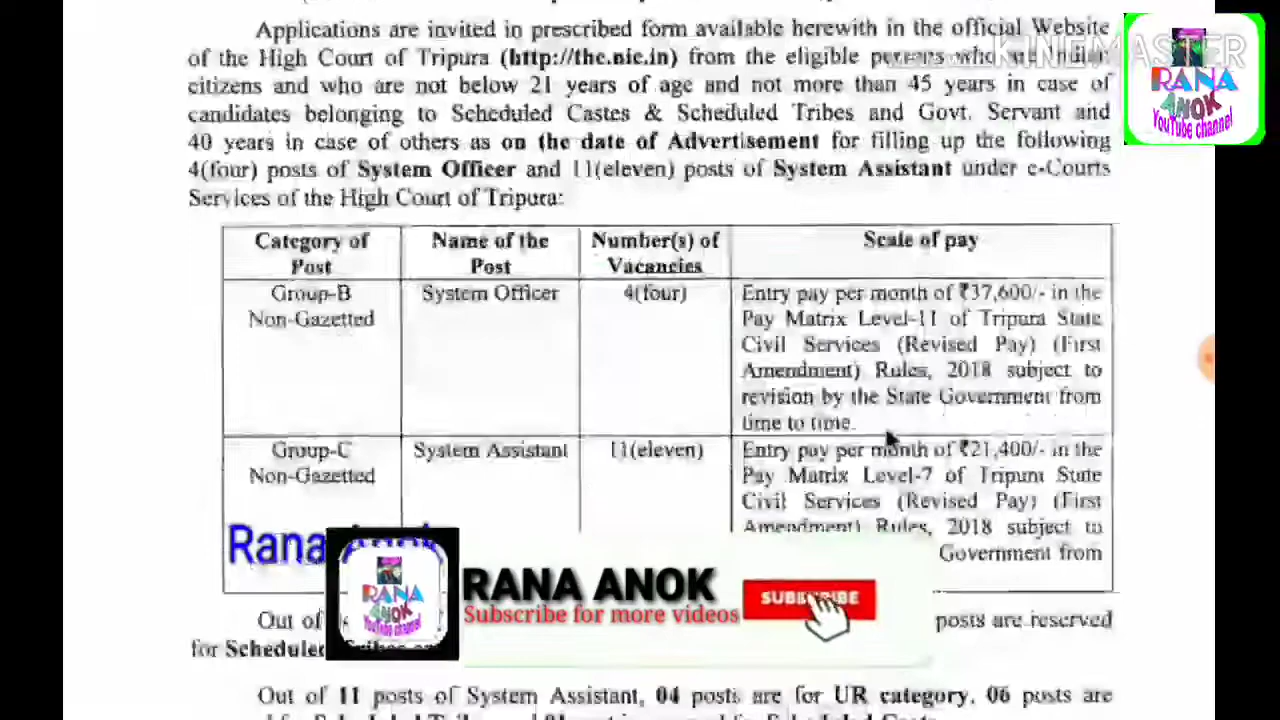 Applications are invited in prescribed form available herewith in the official Website
of the High Court of Tripura (http://thc.nic.in) from the eligible persons who are
citizens and who are not below 21 years of age and not more than 45 years in case of
candidates belonging to Scheduled Castes & Scheduled Tribes and Govt. Servant and
40 years in case of others as on the date of Advertisement for filling up the following
4(four) posts of System Officer and 11(eleven) posts of System Assistant under e-Courts
Services of the High Court of Tripura:
KINEMASTER
RANA
ANOK
YouTube channel
Category of Post
Name of the Post
Number(s) of Vacancies
Scale of pay
Group-B
Non-Gazetted
System Officer
4(four)
Entry pay per month of ₹37,600/- in the
Pay Matrix Level-11 of Tripura State
Civil Services (Revised Pay) (First
Amendment) Rules, 2018 subject to
revision by the State Government from
time to time.
Group-C
Non-Gazetted
System Assistant
11(eleven)
Entry pay per month of ₹21,400/- in the
Pay Matrix Level-7 of Tripura State
Civil Services (Revised Pay) (First
Amendment) Rules, 2018 subject to
Government from
Rana Anok
RANA
ANOK
YouTube channel
RANA ANOK
Subscribe for more videos
SUBSCRIBE
Out of posts are reserved
for Scheduled
Out of 11 posts of System Assistant, 04 posts are for UR category, 06 posts are